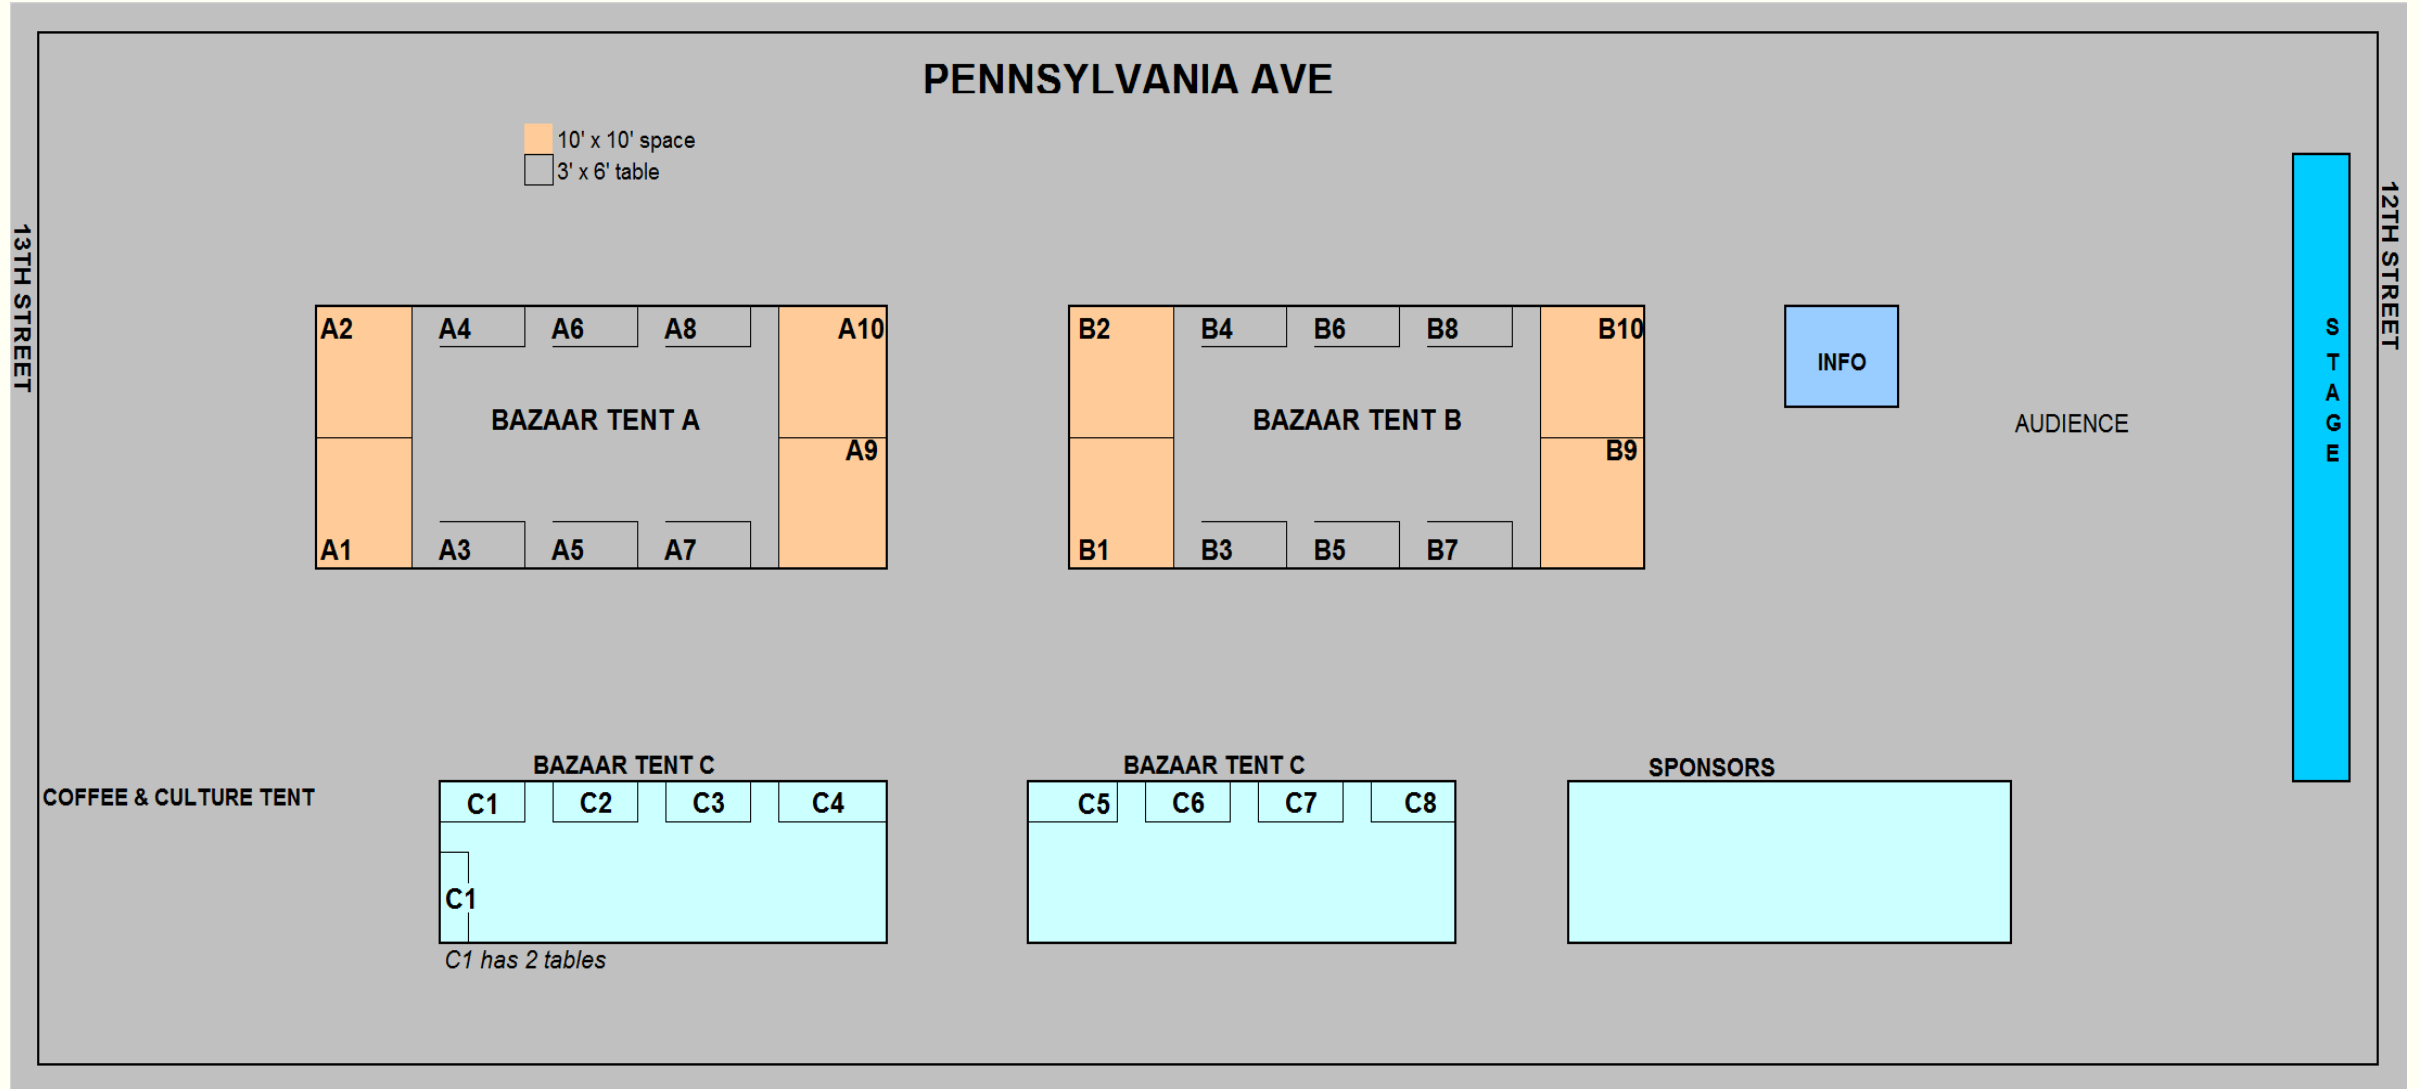 PENNSYLVANIA AVE
10' x 10' space
3' x 6' table
13TH STREET
12TH STREET
A2
A4
A6
A8
A10
B2
B4
B6
B8
B10
INFO
STAGE
BAZAAR TENT A
BAZAAR TENT B
AUDIENCE
A9
B9
A1
A3
A5
A7
B1
B3
B5
B7
BAZAAR TENT C
BAZAAR TENT C
SPONSORS
COFFEE & CULTURE TENT
C1
C2
C3
C4
C5
C6
C7
C8
C1
C1 has 2 tables